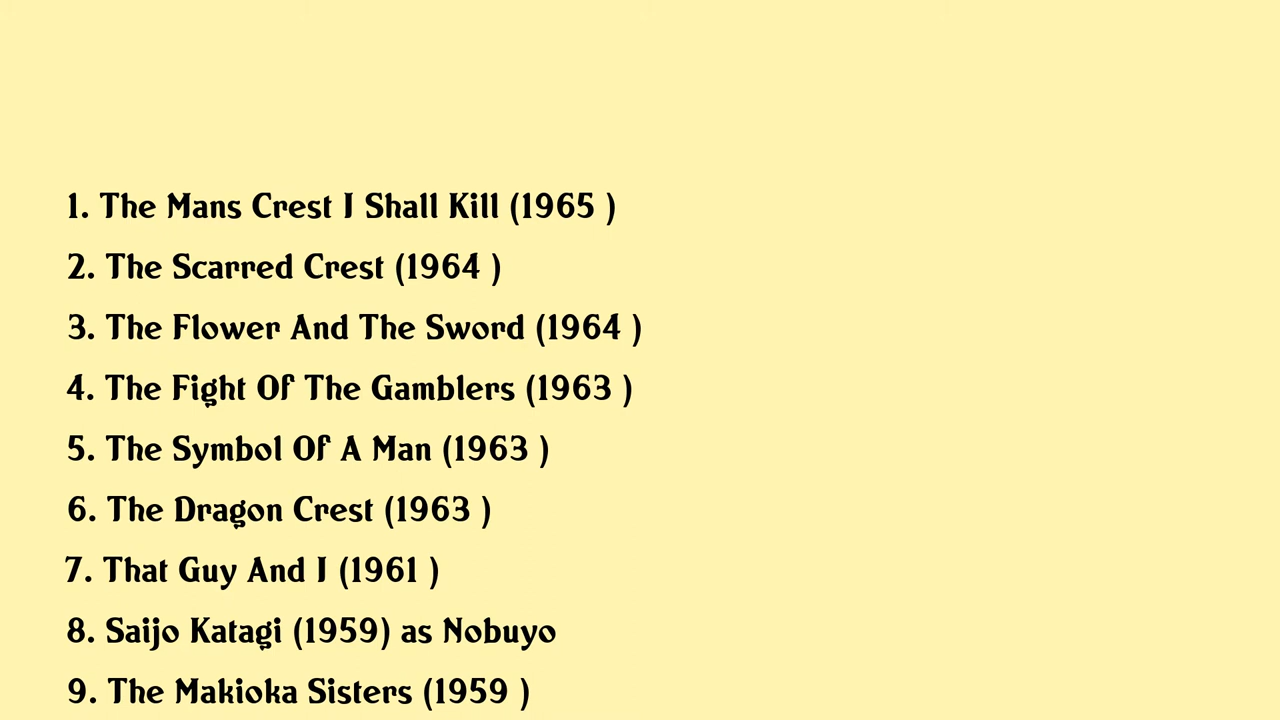 1. The Mans Crest I Shall Kill (1965 )
2. The Scarred Crest (1964 )
3. The Flower And The Sword (1964 )
4. The Fight Of The Gamblers (1963 )
5. The Symbol Of A Man (1963 )
6. The Dragon Crest (1963 )
7. That Guy And I (1961 )
8. Saijo Katagi (1959) as Nobuyo
9. The Makioka Sisters (1959 )